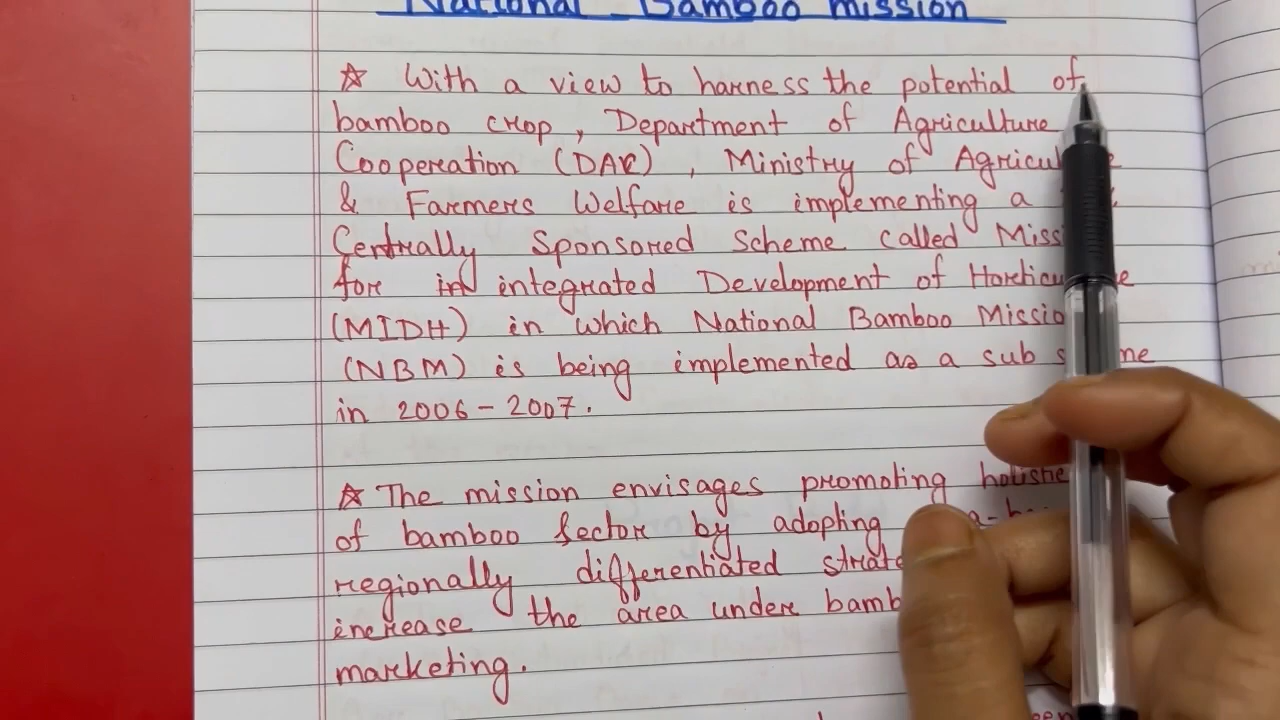 National Bamboo Mission
☆ With a view to harness the potential of
bamboo crop, Department of Agriculture
Cooperation (DAC), Ministry of
& Farmers Welfare is implementing a
Centrally Sponsored Scheme called
for in integrated Development of
(MIDH) in which National Bamboo
(NBM) is being implemented as a sub
in 2006-2007.
☆ The mission envisages promoting
of bamboo sector by adopting
regionally differentiated
increase the area under
marketing.